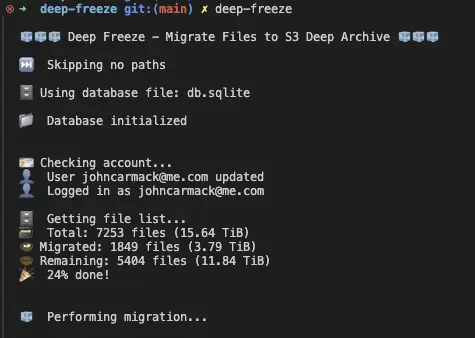 deep-freeze git:(main) ✗ deep-freeze
Deep Freeze - Migrate Files to S3 Deep Archive
Skipping no paths
Using database file: db.sqlite
Database initialized
Checking account...
User johncarmack@me.com updated
Logged in as johncarmack@me.com
Getting file list...
Total: 7253 files (15.64 TiB)
Migrated: 1849 files (3.79 TiB)
Remaining: 5404 files (11.84 TiB)
24% done!
Performing migration...